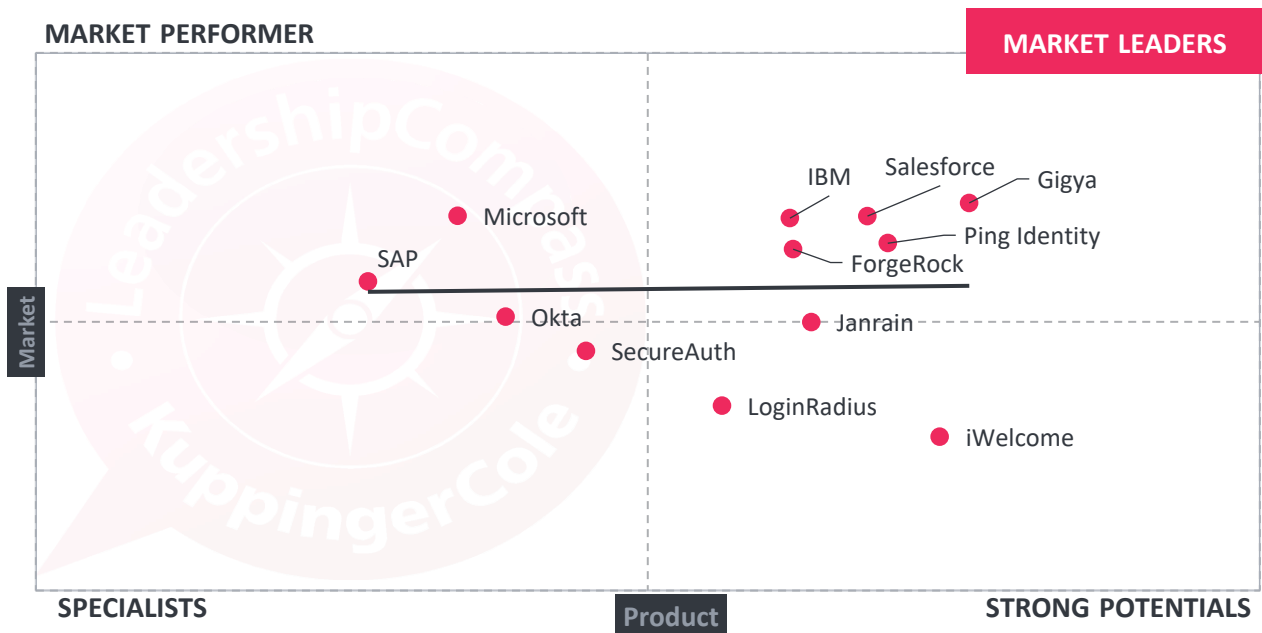 MARKET PERFORMER
MARKET LEADERS
LeadershipCompass
KuppingerCole
IBM
Salesforce
Gigya
Microsoft
Ping Identity
SAP
ForgeRock
Market
Okta
Janrain
SecureAuth
LoginRadius
iWelcome
SPECIALISTS
Product
STRONG POTENTIALS